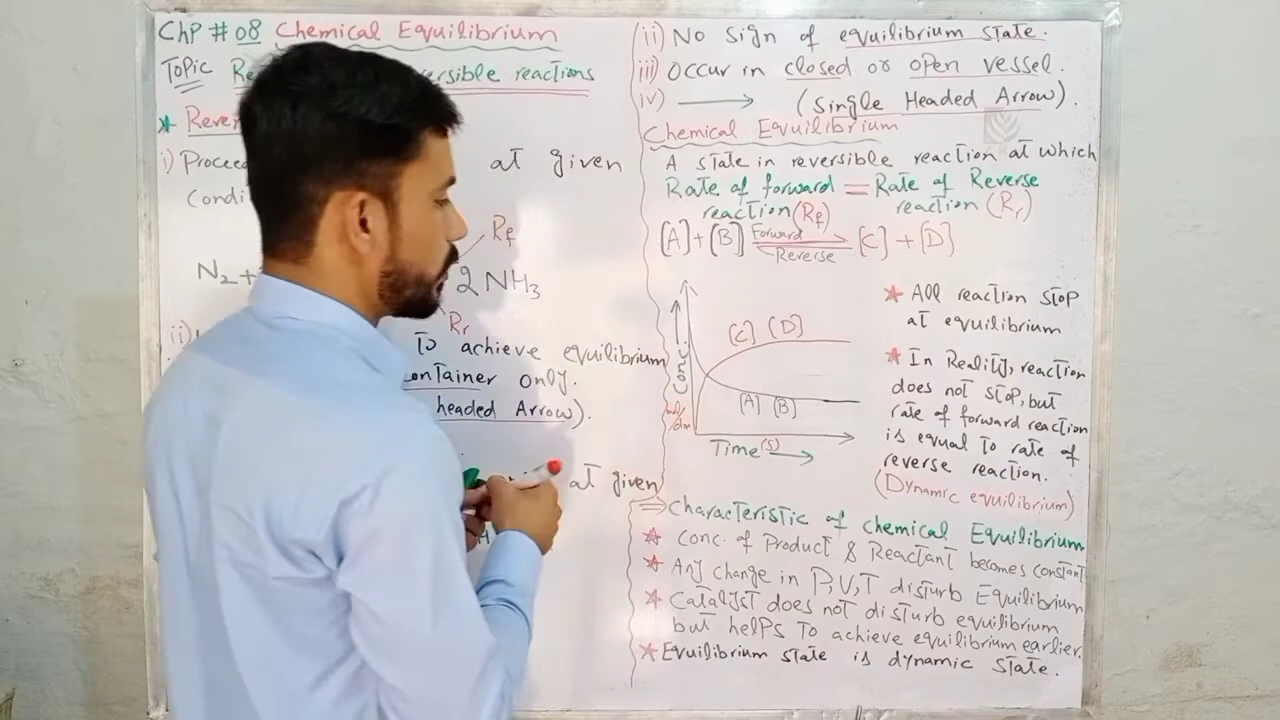 ChP # 08 Chemical Equilibrium
Topic Re ersible reactions
* Rever
i) Procee at given
condi
Rf
N2 + 2 NH3
Rr
ii) To achieve equilibrium
ontainer only.
headed Arrow).
at given
ii) No sign of equilibrium state.
iii) Occur in closed or open vessel.
iv) ⟶ (Single Headed Arrow).
Chemical Equilibrium
A state in reversible reaction at which
Rate of forward = Rate of Reverse
reaction (Rf) reaction (Rr)
[A]+[B] Forward [C]+[D]
Reverse
[C] [D]
Conc.
[A] [B]
Time (s)
* All reaction stop
at equilibrium
* In Reality, reaction
does not stop, but
rate of forward reaction
is equal to rate of
reverse reaction.
(Dynamic equilibrium)
⇒ Characteristic of Chemical Equilibrium
* Conc. of Product & Reactant becomes constant
* Any change in P,V,T disturb Equilibrium
* Catalyst does not disturb equilibrium
but helps to achieve equilibrium earlier.
* Equilibrium state is dynamic state.